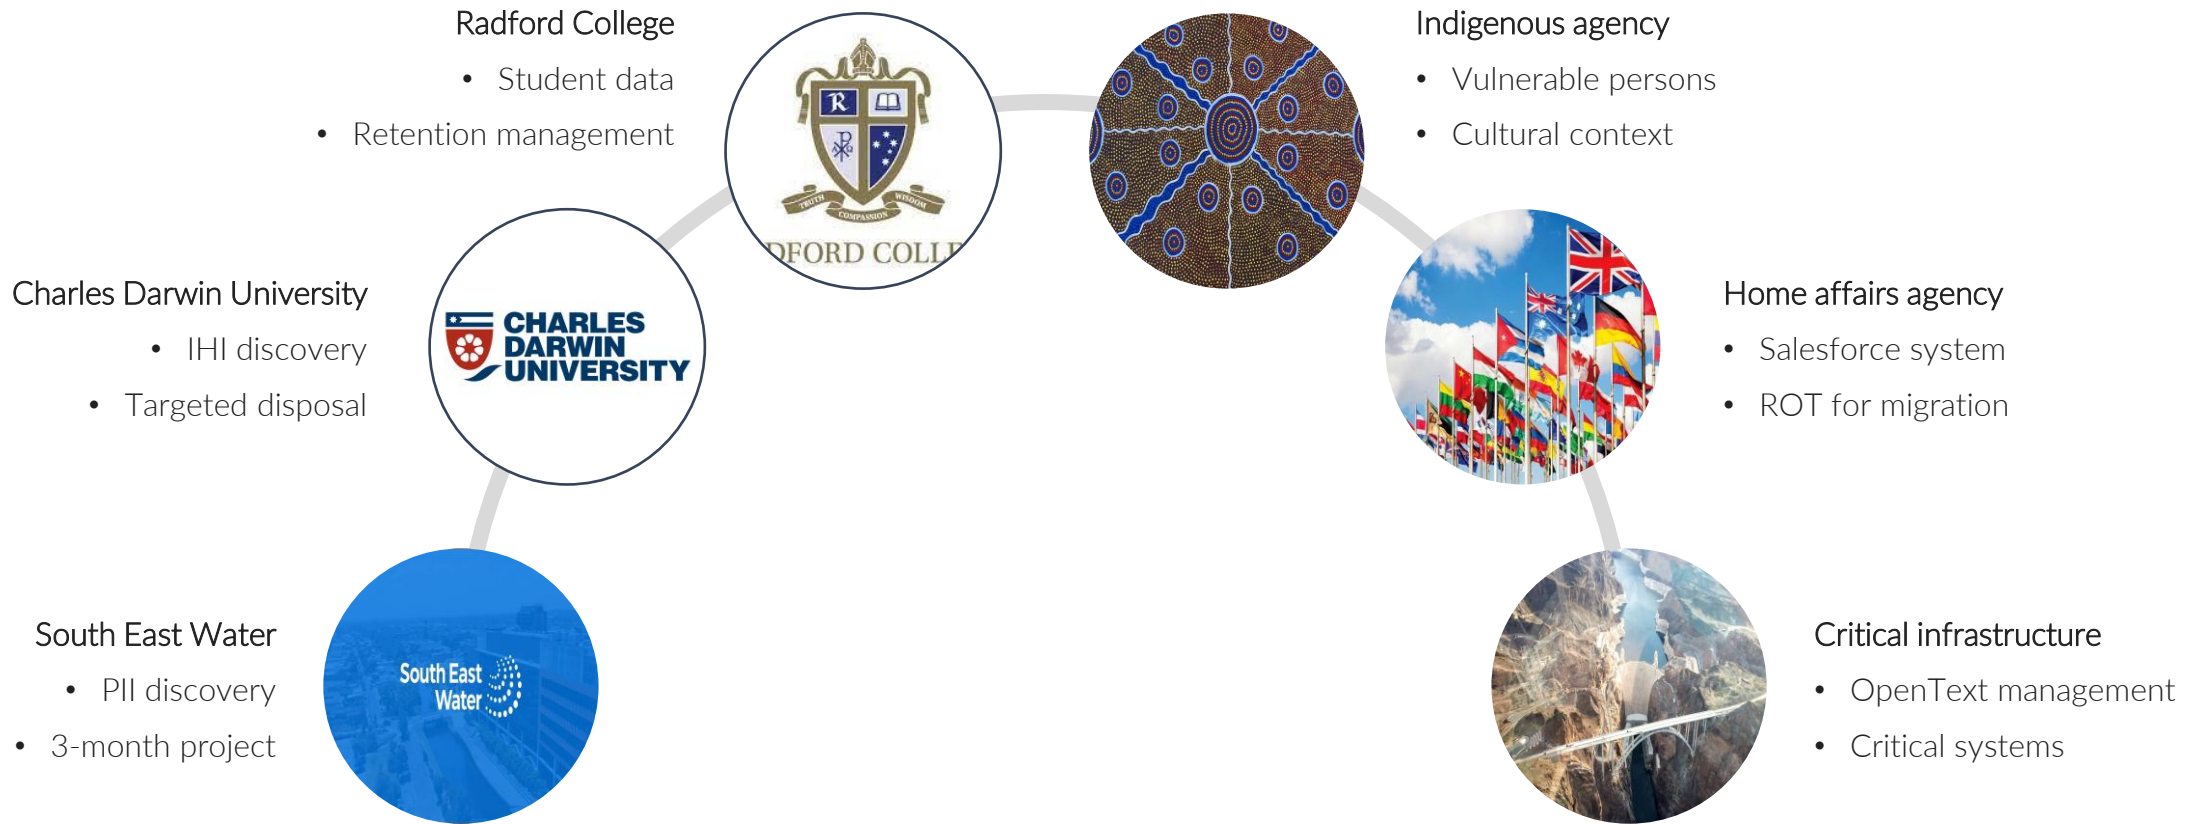 Radford College
• Student data
• Retention management
R
TRUTH
COMPASSION
WISDOM
DFORD COLLE
Indigenous agency
• Vulnerable persons
• Cultural context
Charles Darwin University
• IHI discovery
• Targeted disposal
CHARLES
DARWIN
UNIVERSITY
Home affairs agency
• Salesforce system
• ROT for migration
South East Water
• PII discovery
• 3-month project
South East
Water
Critical infrastructure
• OpenText management
• Critical systems